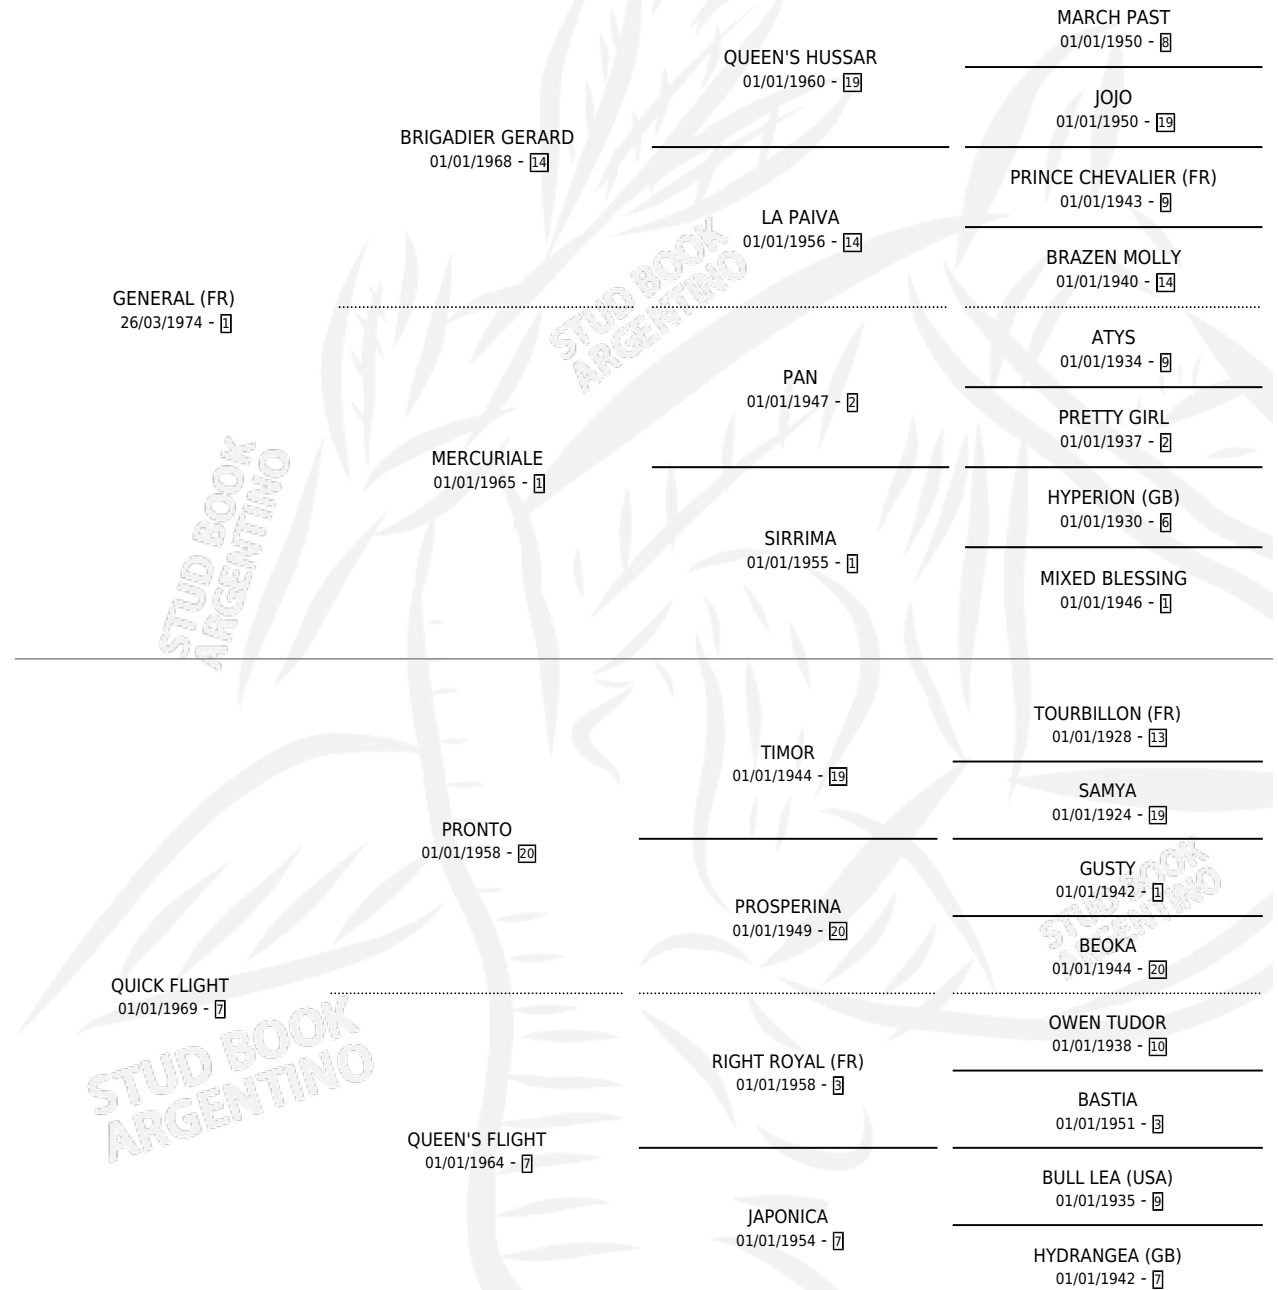 MARCH PAST
01/01/1950 - 8
QUEEN'S HUSSAR
01/01/1960 - 19
JOJO
01/01/1950 - 19
BRIGADIER GERARD
01/01/1968 - 14
PRINCE CHEVALIER (FR)
01/01/1943 - 9
LA PAIVA
01/01/1956 - 14
BRAZEN MOLLY
01/01/1940 - 14
GENERAL (FR)
26/03/1974 - 1
STUD BOOK
ARGENTINO
ATYS
01/01/1934 - 9
PAN
01/01/1947 - 2
PRETTY GIRL
01/01/1937 - 2
MERCURIALE
01/01/1965 - 1
HYPERION (GB)
01/01/1930 - 6
SIRRIMA
01/01/1955 - 1
MIXED BLESSING
01/01/1946 - 1
STUD BOOK
ARGENTINO
TOURBILLON (FR)
01/01/1928 - 13
TIMOR
01/01/1944 - 19
SAMYA
01/01/1924 - 19
PRONTO
01/01/1958 - 20
GUSTY
01/01/1942 - 1
PROSPERINA
01/01/1949 - 20
BEOKA
01/01/1944 - 20
STUD BOOK
ARGENTINO
QUICK FLIGHT
01/01/1969 - 7
OWEN TUDOR
01/01/1938 - 10
RIGHT ROYAL (FR)
01/01/1958 - 3
BASTIA
01/01/1951 - 3
STUD BOOK
ARGENTINO
QUEEN'S FLIGHT
01/01/1964 - 7
BULL LEA (USA)
01/01/1935 - 9
JAPONICA
01/01/1954 - 7
HYDRANGEA (GB)
01/01/1942 - 7